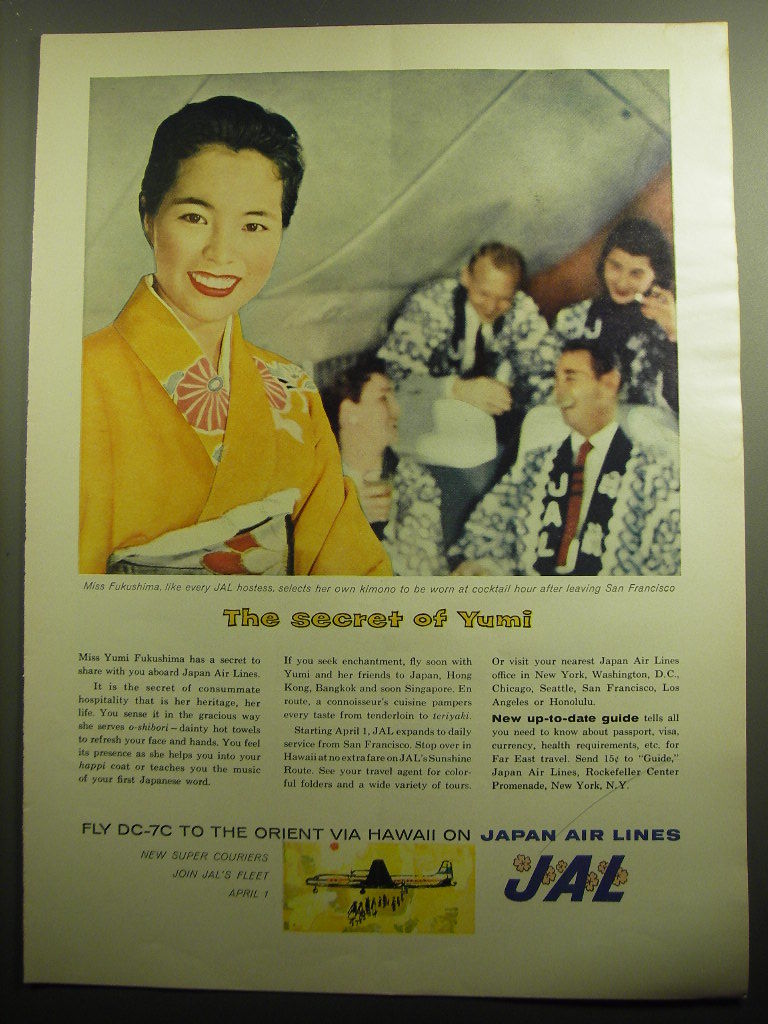 J
J
J
A
L
Miss Fukushima, like every JAL hostess, selects her own kimono to be worn at cocktail hour after leaving San Francisco
The secret of Yumi
Miss Yumi Fukushima has a secret to
share with you aboard Japan Air Lines.
It is the secret of consummate
hospitality that is her heritage, her
life. You sense it in the gracious way
she serves o-shibori – dainty hot towels
to refresh your face and hands. You feel
its presence as she helps you into your
happi coat or teaches you the music
of your first Japanese word.
If you seek enchantment, fly soon with
Yumi and her friends to Japan, Hong
Kong, Bangkok and soon Singapore. En
route, a connoisseur's cuisine pampers
every taste from tenderloin to teriyaki.
Starting April 1, JAL expands to daily
service from San Francisco. Stop over in
Hawaii at no extra fare on JAL's Sunshine
Route. See your travel agent for color-
ful folders and a wide variety of tours.
Or visit your nearest Japan Air Lines
office in New York, Washington, D.C.,
Chicago, Seattle, San Francisco, Los
Angeles or Honolulu.
New up-to-date guide tells all
you need to know about passport, visa,
currency, health requirements, etc. for
Far East travel. Send 15¢ to "Guide,"
Japan Air Lines, Rockefeller Center
Promenade, New York, N.Y.
FLY DC-7C TO THE ORIENT VIA HAWAII ON JAPAN AIR LINES
NEW SUPER COURIERS
JOIN JAL'S FLEET
APRIL 1
JAL